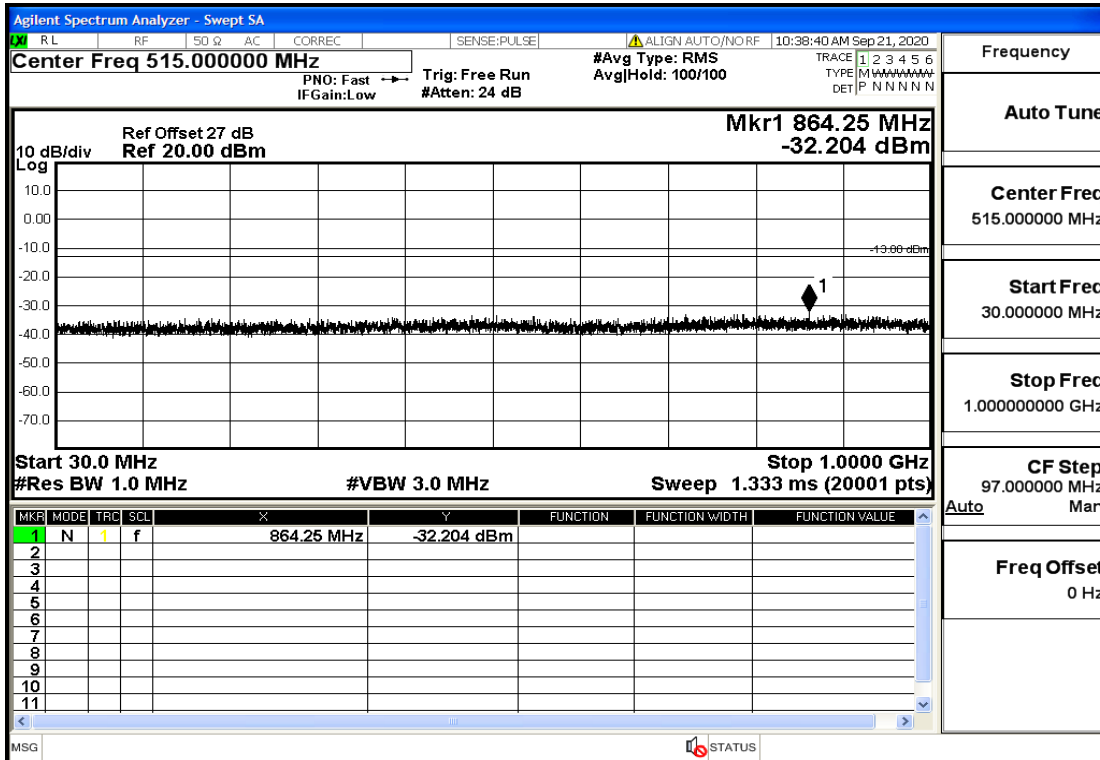 Agilent Spectrum Analyzer - Swept SA
LXI RL RF 50 Ω AC CORREC SENSE:PULSE ALIGN AUTO/NO RF 10:38:40 AM Sep 21, 2020
Center Freq 515.000000 MHz #Avg Type: RMS TRACE 1 2 3 4 5 6
PNO: Fast Trig: Free Run Avg|Hold: 100/100 TYPE M WWWWW
IFGain:Low #Atten: 24 dB DET P N N N N N
Mkr1 864.25 MHz
-32.204 dBm
Ref Offset 27 dB
10 dB/div Ref 20.00 dBm
Log
10.0
0.00
-10.0
-13.00 dBm
-20.0
1
-30.0
-40.0
-50.0
-60.0
-70.0
Start 30.0 MHz Stop 1.0000 GHz
#Res BW 1.0 MHz #VBW 3.0 MHz Sweep 1.333 ms (20001 pts)
MKR MODE TRC SCL X Y FUNCTION FUNCTION WIDTH FUNCTION VALUE
1 N 1 f 864.25 MHz -32.204 dBm
2
3
4
5
6
7
8
9
10
11
MSG STATUS
Frequency
Auto Tune
Center Freq
515.000000 MHz
Start Freq
30.000000 MHz
Stop Freq
1.000000000 GHz
CF Step
97.000000 MHz
Auto Man
Freq Offset
0 Hz